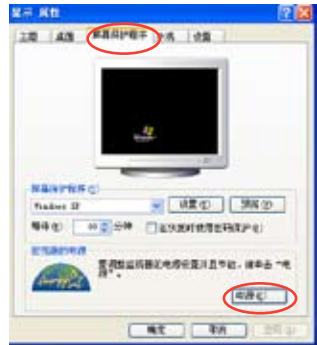 显示 属性
主题 桌面 屏幕保护程序 外观 设置
屏幕保护程序(S)
Windows XP 设置(T) 预览(V)
等待(W) 分钟 在恢复时使用密码保护(P)
监视器的电源
要调整监视器的电源设置并且节能，请单击“电源”。
电源(O)
确定 取消 应用(A)